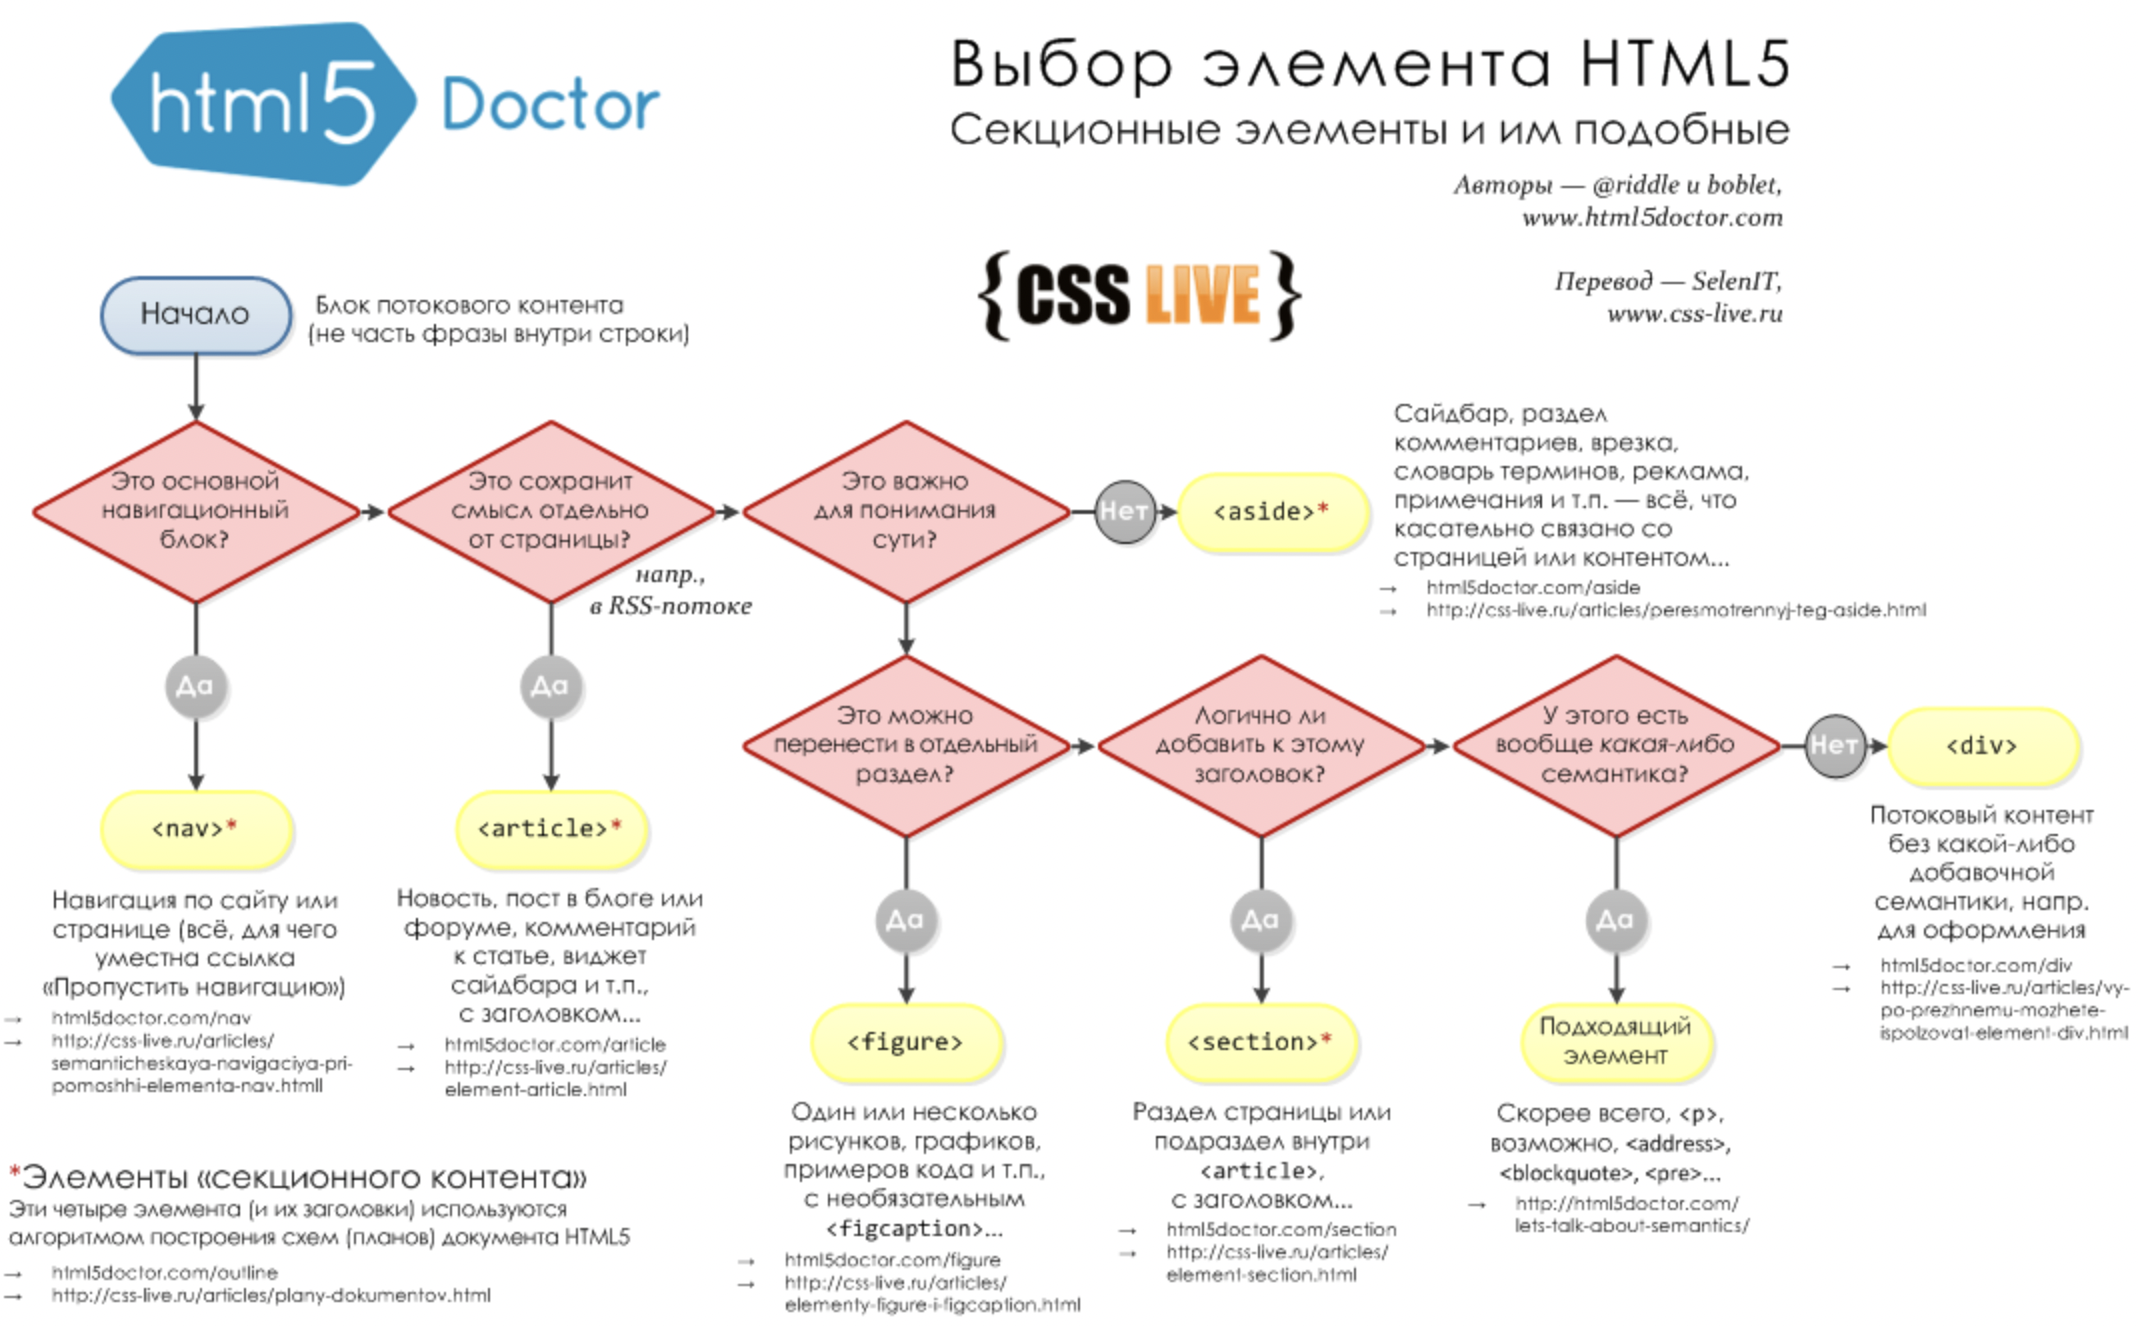 html5 Doctor
Выбор элемента HTML5
Секционные элементы и им подобные
Авторы — @riddle и boblet,
www.html5doctor.com
{CSS LIVE}
Перевод — SelenIT,
www.css-live.ru
Начало
Блок потокового контента
(не часть фразы внутри строки)
Это основной
навигационный
блок?
Это сохранит
смысл отдельно
от страницы?
напр.,
в RSS-потоке
Это важно
для понимания
сути?
Нет
<aside>*
Сайдбар, раздел
комментариев, врезка,
словарь терминов, реклама,
примечания и т.п. — всё, что
касательно связано со
страницей или контентом...
→ html5doctor.com/aside
→ http://css-live.ru/articles/peresmotrennyj-teg-aside.html
Да
Да
Это можно
перенести в отдельный
раздел?
Логично ли
добавить к этому
заголовок?
У этого есть
вообще какая-либо
семантика?
Нет
<div>
Потоковый контент
без какой-либо
добавочной
семантики, напр.
для оформления
→ html5doctor.com/div
→ http://css-live.ru/articles/vy-
po-prezhnemu-mozhete-
ispolzovat-element-div.html
<nav>*
Навигация по сайту или
странице (всё, для чего
уместна ссылка
«Пропустить навигацию»)
→ html5doctor.com/nav
→ http://css-live.ru/articles/
semanticheskaya-navigaciya-pri-
pomoshhi-elementa-nav.htmll
<article>*
Новость, пост в блоге или
форуме, комментарий
к статье, виджет
сайдбара и т.п.,
с заголовком...
→ html5doctor.com/article
→ http://css-live.ru/articles/
element-article.html
Да
Да
Да
<figure>
Один или несколько
рисунков, графиков,
примеров кода и т.п.,
с необязательным
<figcaption>...
→ html5doctor.com/figure
→ http://css-live.ru/articles/
elementy-figure-i-figcaption.html
<section>*
Раздел страницы или
подраздел внутри
<article>,
с заголовком...
→ html5doctor.com/section
→ http://css-live.ru/articles/
element-section.html
Подходящий
элемент
Скорее всего, <p>,
возможно, <address>,
<blockquote>, <pre>...
→ http://html5doctor.com/
lets-talk-about-semantics/
*Элементы «секционного контента»
Эти четыре элемента (и их заголовки) используются
алгоритмом построения схем (планов) документа HTML5
→ html5doctor.com/outline
→ http://css-live.ru/articles/plany-dokumentov.html